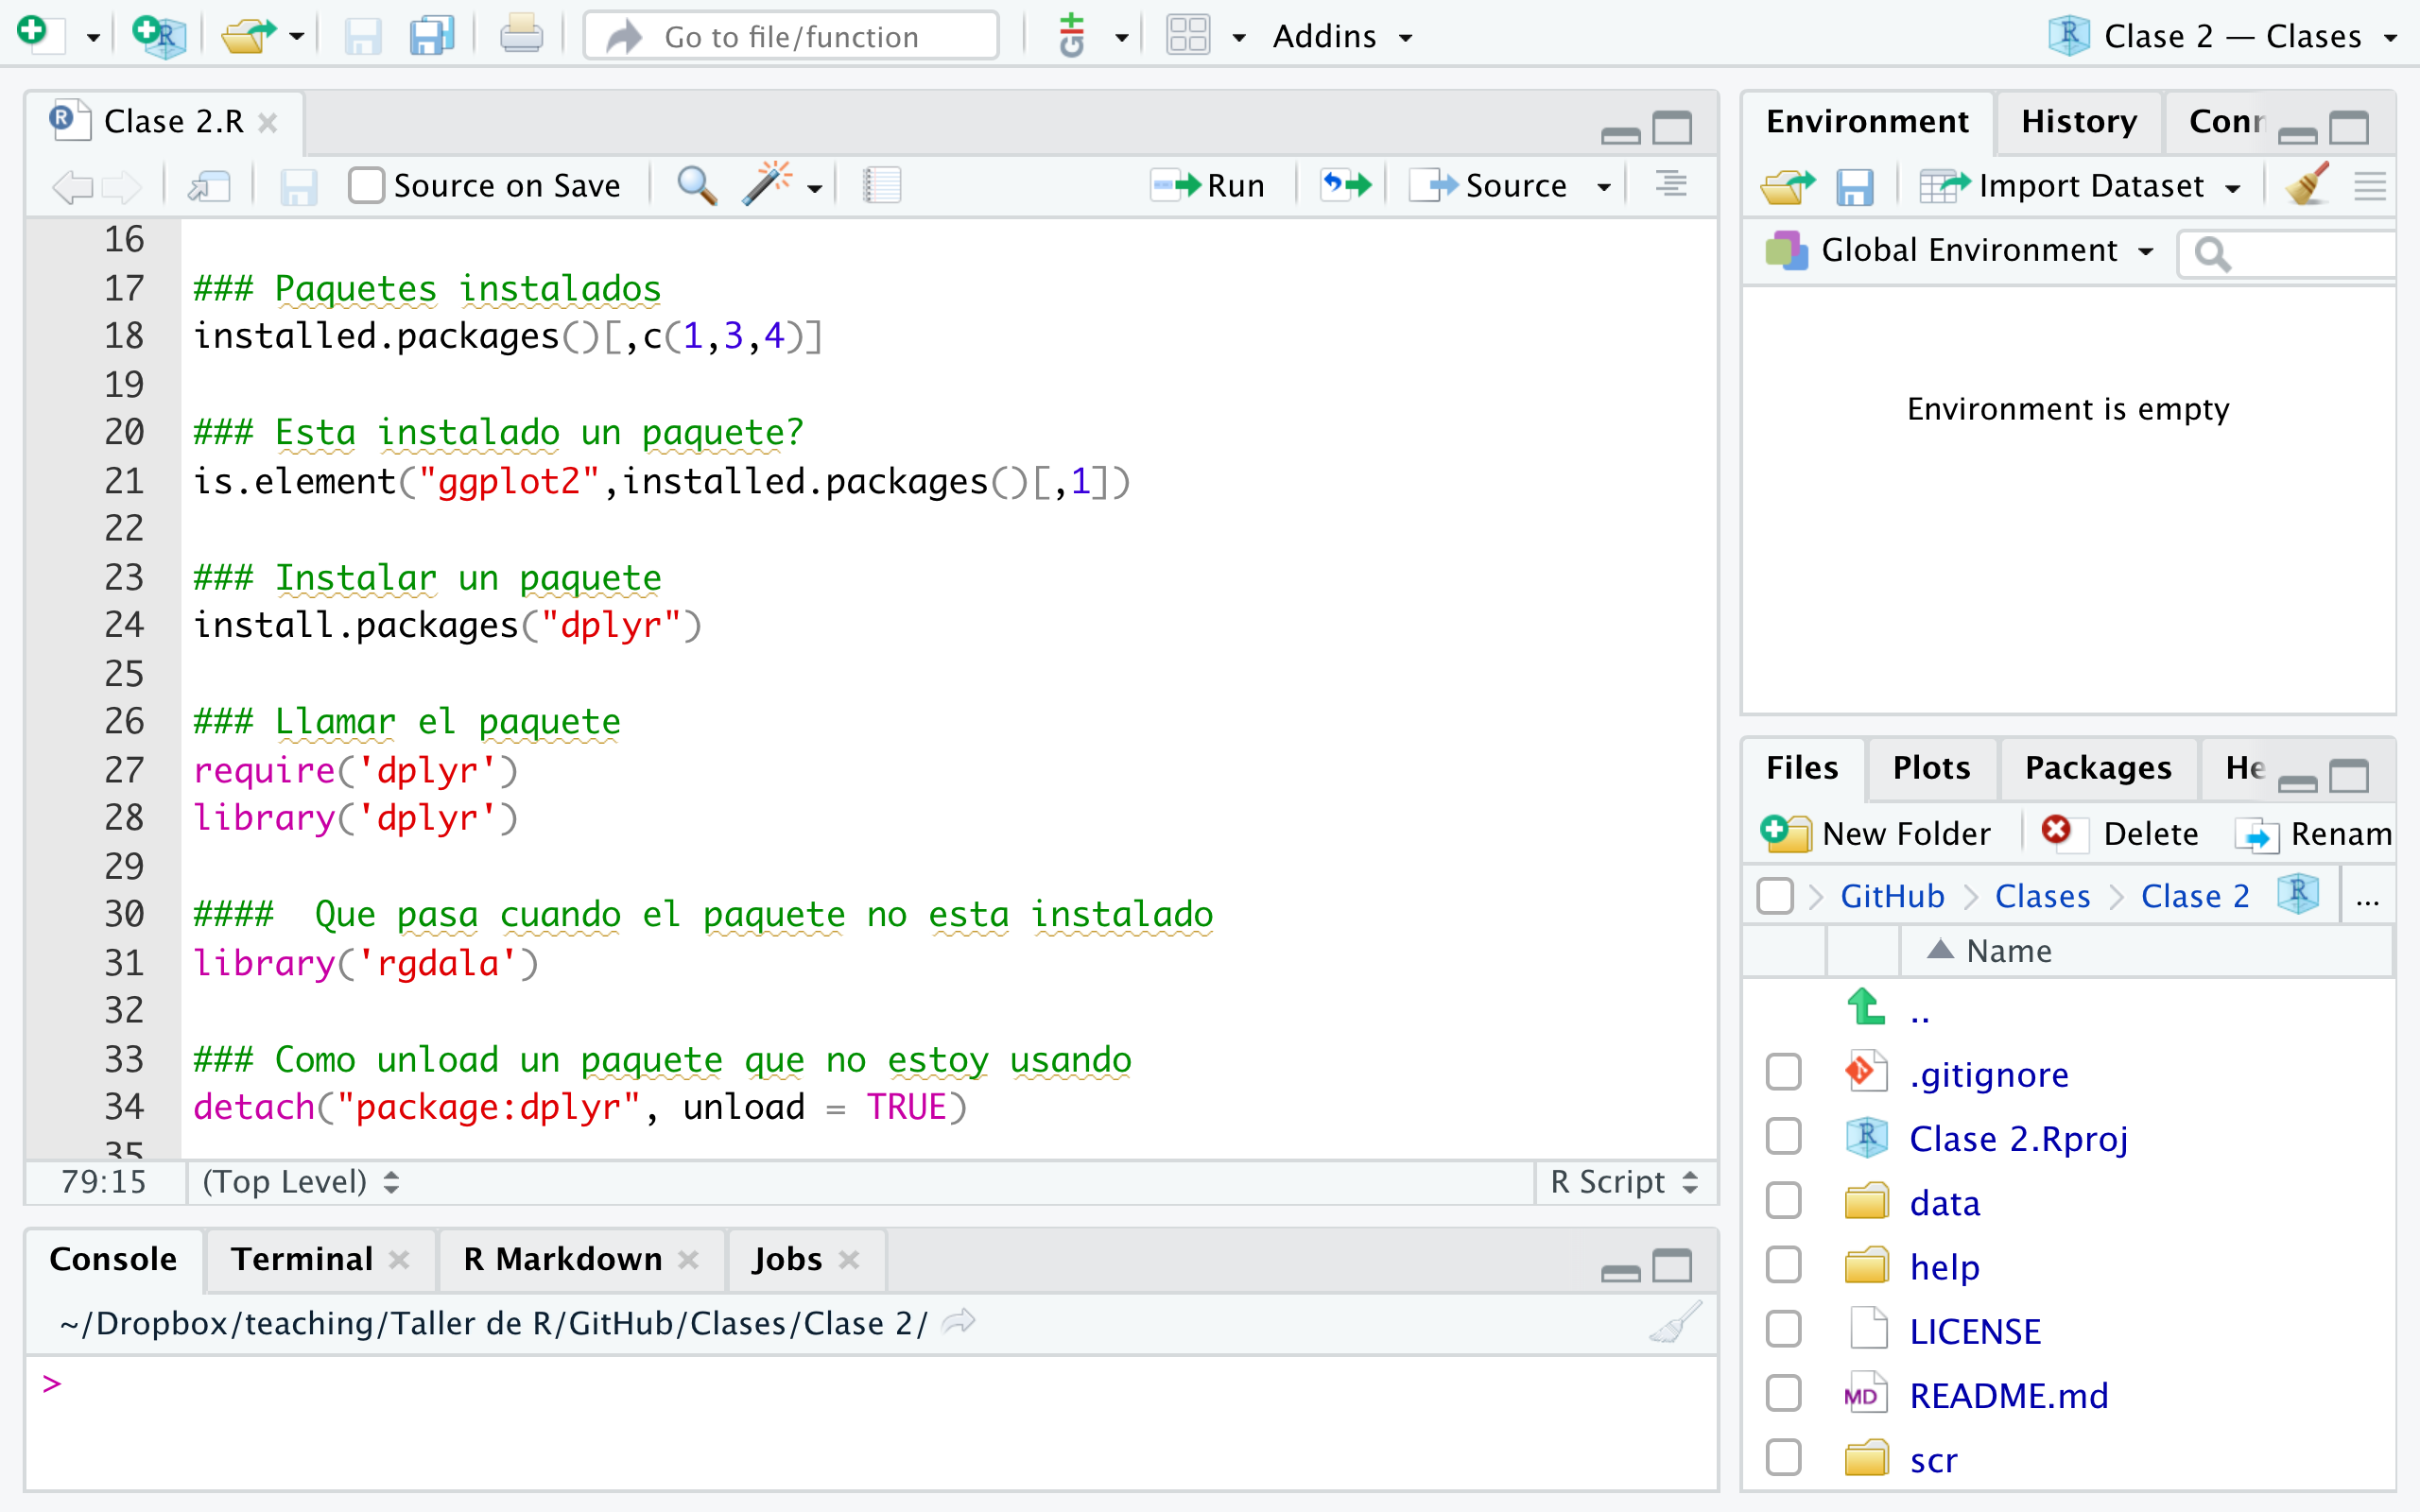 Go to file/function
Addins
Clase 2 — Clases
Clase 2.R
Source on Save
Run
Source
16
17 ### Paquetes instalados
18 installed.packages()[,c(1,3,4)]
19
20 ### Esta instalado un paquete?
21 is.element("ggplot2",installed.packages()[,1])
22
23 ### Instalar un paquete
24 install.packages("dplyr")
25
26 ### Llamar el paquete
27 require('dplyr')
28 library('dplyr')
29
30 ####  Que pasa cuando el paquete no esta instalado
31 library('rgdala')
32
33 ### Como unload un paquete que no estoy usando
34 detach("package:dplyr", unload = TRUE)
35
79:15 (Top Level) R Script
Console Terminal R Markdown Jobs
~/Dropbox/teaching/Taller de R/GitHub/Clases/Clase 2/
>
Environment History Conn
Import Dataset
Global Environment
Environment is empty
Files Plots Packages He
New Folder Delete Renam
GitHub Clases Clase 2 ...
Name
..
.gitignore
Clase 2.Rproj
data
help
LICENSE
README.md
scr